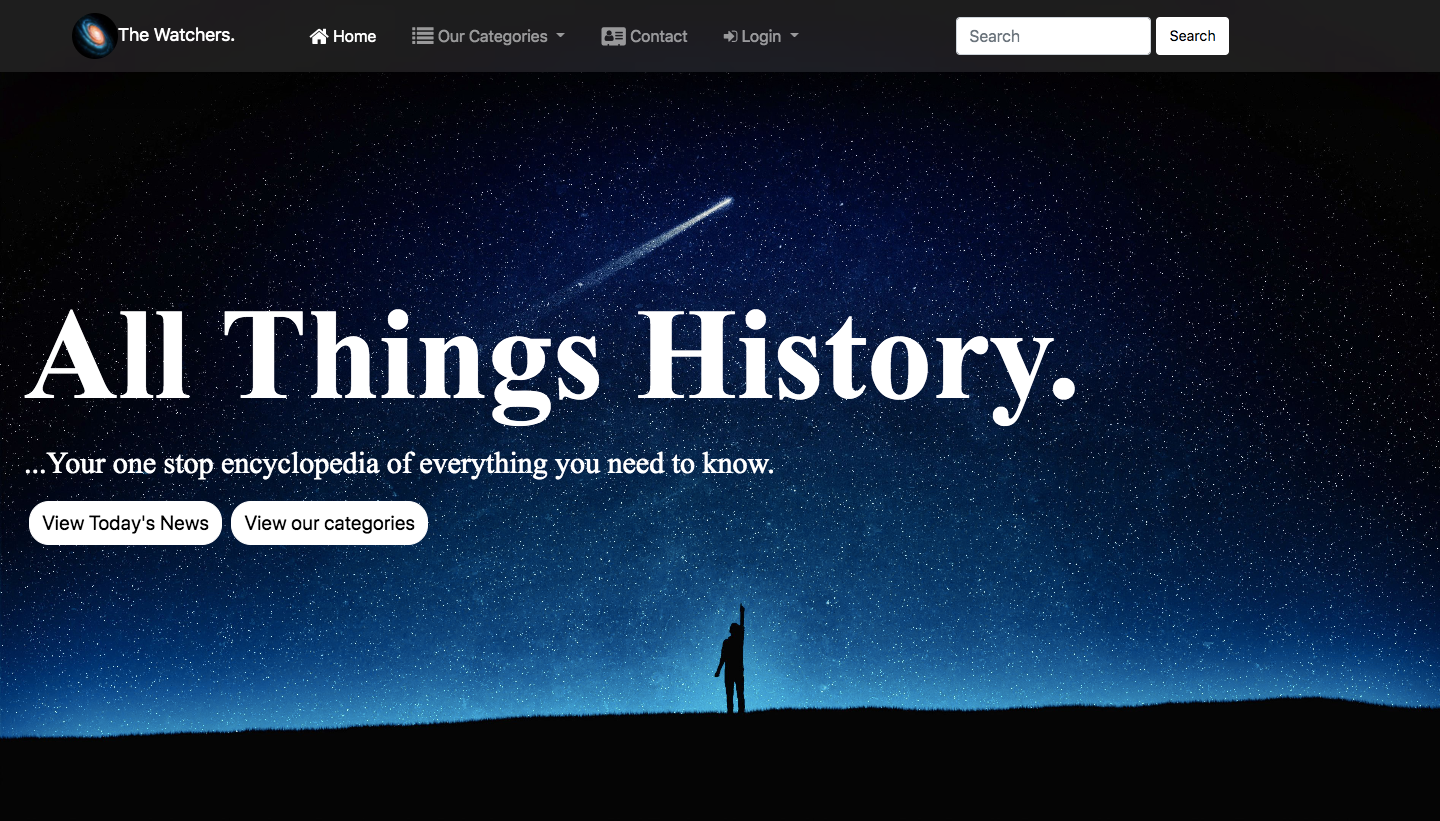 The Watchers. Home Our Categories Contact Login Search Search
All Things History.
...Your one stop encyclopedia of everything you need to know.
View Today's News View our categories